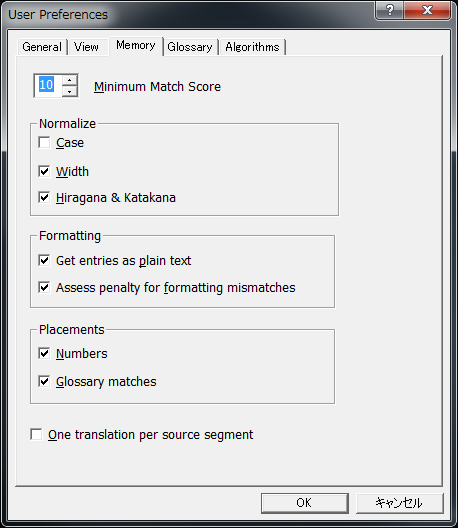 User Preferences
?
General View Memory Glossary Algorithms
10 Minimum Match Score
Normalize
Case
Width
Hiragana & Katakana
Formatting
Get entries as plain text
Assess penalty for formatting mismatches
Placements
Numbers
Glossary matches
One translation per source segment
OK キャンセル